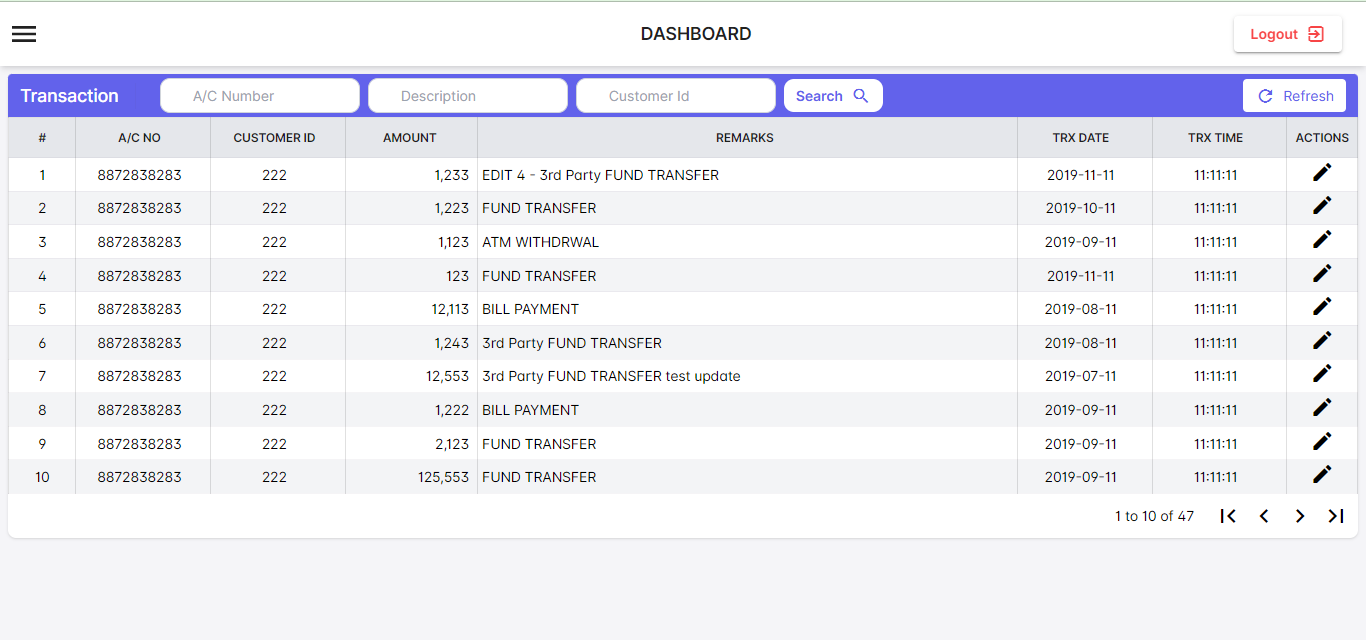 DASHBOARD Logout
Transaction A/C Number Description Customer Id Search Refresh
# A/C NO CUSTOMER ID AMOUNT REMARKS TRX DATE TRX TIME ACTIONS
1 8872838283 222 1,233 EDIT 4 - 3rd Party FUND TRANSFER 2019-11-11 11:11:11
2 8872838283 222 1,223 FUND TRANSFER 2019-10-11 11:11:11
3 8872838283 222 1,123 ATM WITHDRWAL 2019-09-11 11:11:11
4 8872838283 222 123 FUND TRANSFER 2019-11-11 11:11:11
5 8872838283 222 12,113 BILL PAYMENT 2019-08-11 11:11:11
6 8872838283 222 1,243 3rd Party FUND TRANSFER 2019-08-11 11:11:11
7 8872838283 222 12,553 3rd Party FUND TRANSFER test update 2019-07-11 11:11:11
8 8872838283 222 1,222 BILL PAYMENT 2019-09-11 11:11:11
9 8872838283 222 2,123 FUND TRANSFER 2019-09-11 11:11:11
10 8872838283 222 125,553 FUND TRANSFER 2019-09-11 11:11:11
1 to 10 of 47